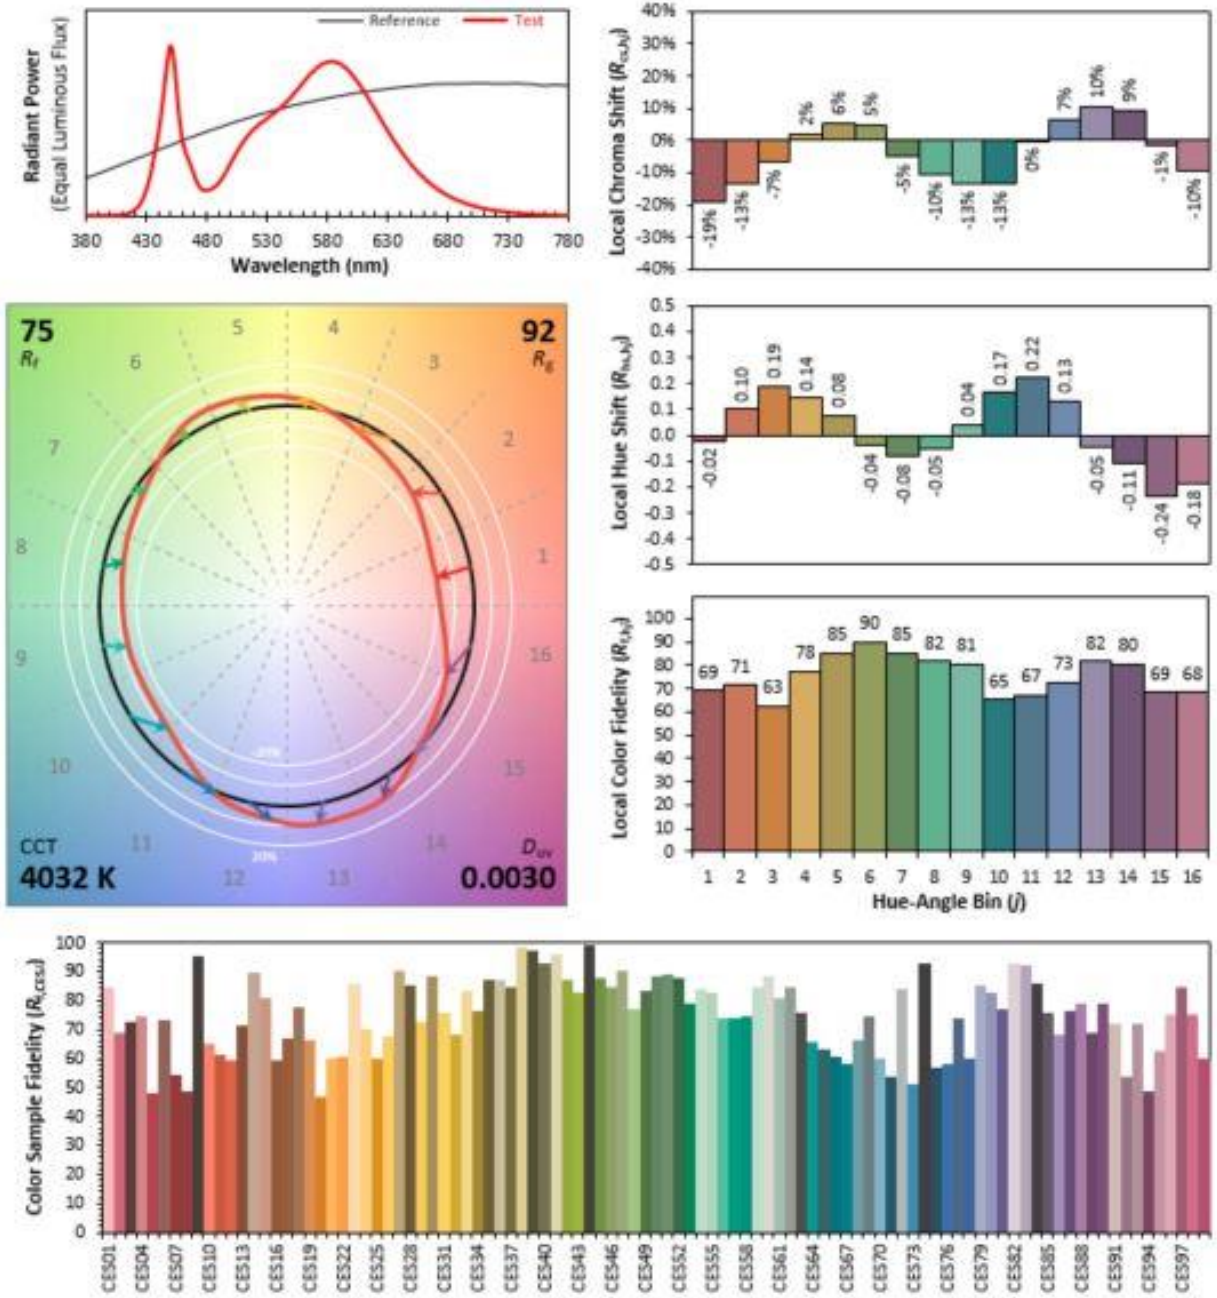 Radiant Power
(Equal Luminous Flux)
Reference
Test
380 430 480 530 580 630 680 730 780
Wavelength (nm)
Local Chroma Shift (Rcs,hj)
40%
30%
20%
10%
0%
-10%
-20%
-30%
-40%
-19%
-13%
-7%
2%
6%
5%
-5%
-10%
-13%
-13%
0%
7%
10%
9%
-1%
-10%
75
Rf
92
Rg
5
4
6
3
7
2
8
1
9
16
10
15
11
14
12
13
20%
CCT
4032 K
Duv
0.0030
Local Hue Shift (Rhs,hj)
0.5
0.4
0.3
0.2
0.1
0.0
-0.1
-0.2
-0.3
-0.4
-0.5
-0.02
0.10
0.19
0.14
0.08
-0.04
-0.08
-0.05
0.04
0.17
0.22
0.13
-0.05
-0.11
-0.24
-0.18
Local Color Fidelity (Rf,hj)
100
90
80
70
60
50
40
30
20
10
0
69 71 63 78 85 90 85 82 81 65 67 73 82 80 69 68
1 2 3 4 5 6 7 8 9 10 11 12 13 14 15 16
Hue-Angle Bin (j)
Color Sample Fidelity (Rf,CESi)
100
90
80
70
60
50
40
30
20
10
0
CES01
CES04
CES07
CES10
CES13
CES16
CES19
CES22
CES25
CES28
CES31
CES34
CES37
CES40
CES43
CES46
CES49
CES52
CES55
CES58
CES61
CES64
CES67
CES70
CES73
CES76
CES79
CES82
CES85
CES88
CES91
CES94
CES97